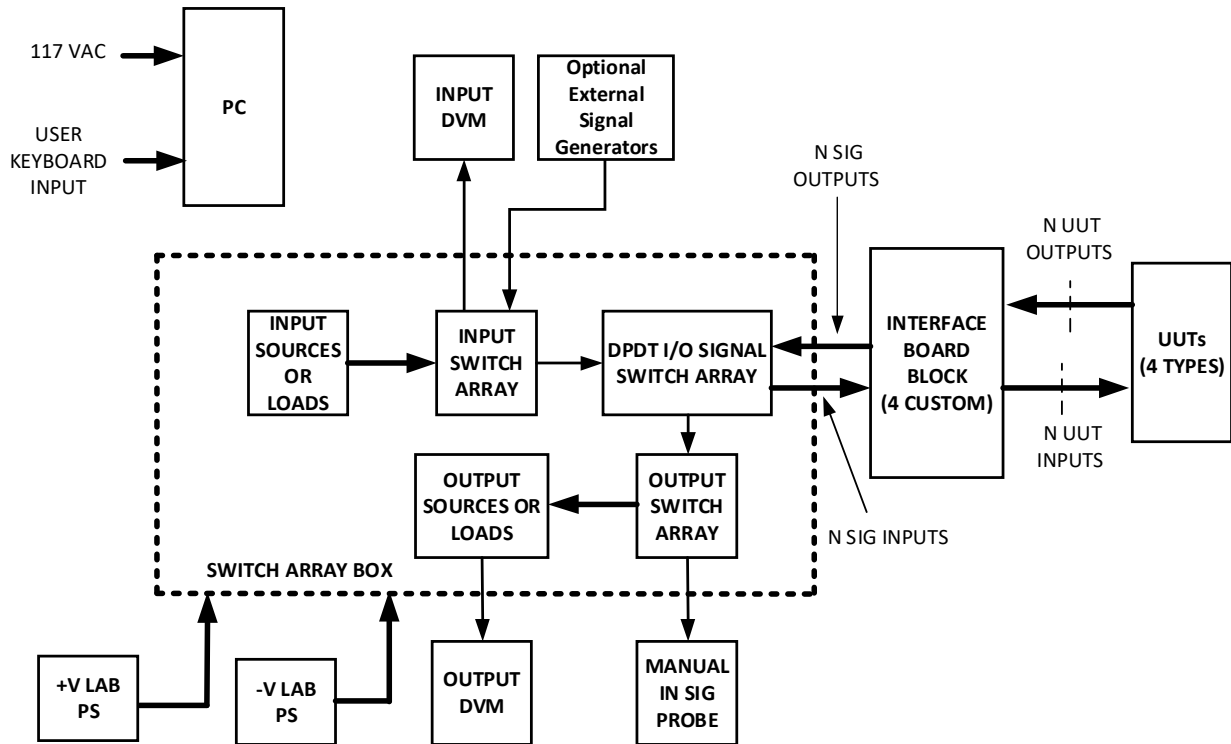 117 VAC
USER
KEYBOARD
INPUT
PC
INPUT
DVM
Optional
External
Signal
Generators
N SIG
OUTPUTS
N UUT
OUTPUTS
INPUT
SOURCES
OR
LOADS
INPUT
SWITCH
ARRAY
DPDT I/O SIGNAL
SWITCH ARRAY
INTERFACE
BOARD
BLOCK
(4 CUSTOM)
UUTs
(4 TYPES)
N UUT
INPUTS
OUTPUT
SOURCES OR
LOADS
OUTPUT
SWITCH
ARRAY
N SIG INPUTS
SWITCH ARRAY BOX
+V LAB
PS
-V LAB
PS
OUTPUT
DVM
MANUAL
IN SIG
PROBE